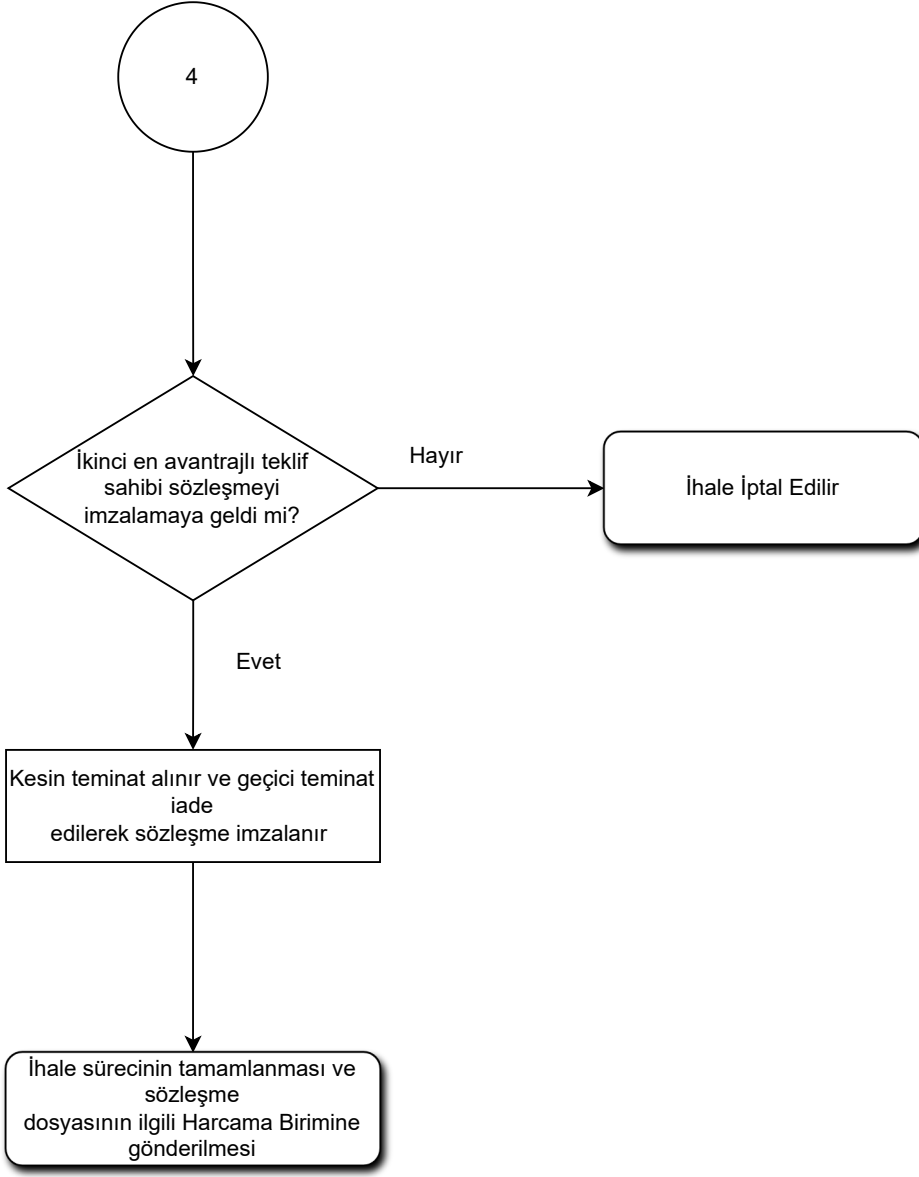 4
İkinci en avantrajlı teklif
sahibi sözleşmeyi
imzalamaya geldi mi?
Hayır
İhale İptal Edilir
Evet
Kesin teminat alınır ve geçici teminat
iade
edilerek sözleşme imzalanır
İhale sürecinin tamamlanması ve
sözleşme
dosyasının ilgili Harcama Birimine
gönderilmesi